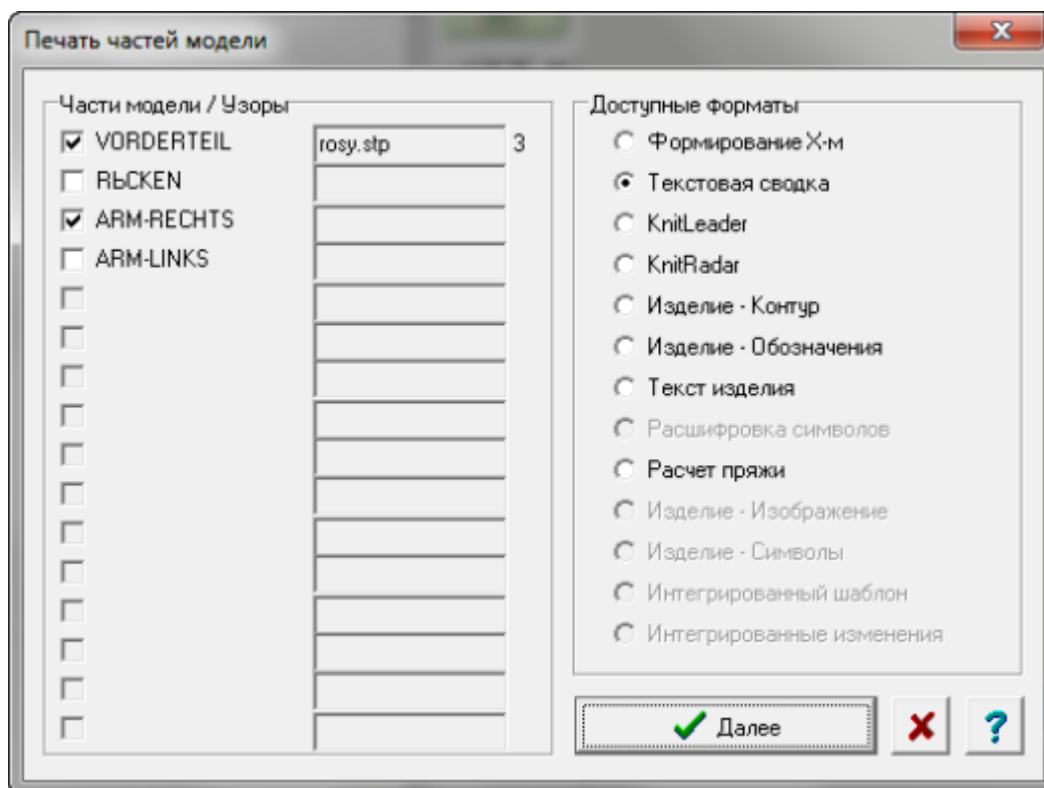 Печать частей модели
Части модели / Узоры
VORDERTEIL rosy.stp 3
RЬCKEN
ARM-RECHTS
ARM-LINKS
Доступные форматы
Формирование X-м
Текстовая сводка
KnitLeader
KnitRadar
Изделие - Контур
Изделие - Обозначения
Текст изделия
Расшифровка символов
Расчет пряжи
Изделие - Изображение
Изделие - Символы
Интегрированный шаблон
Интегрированные изменения
Далее